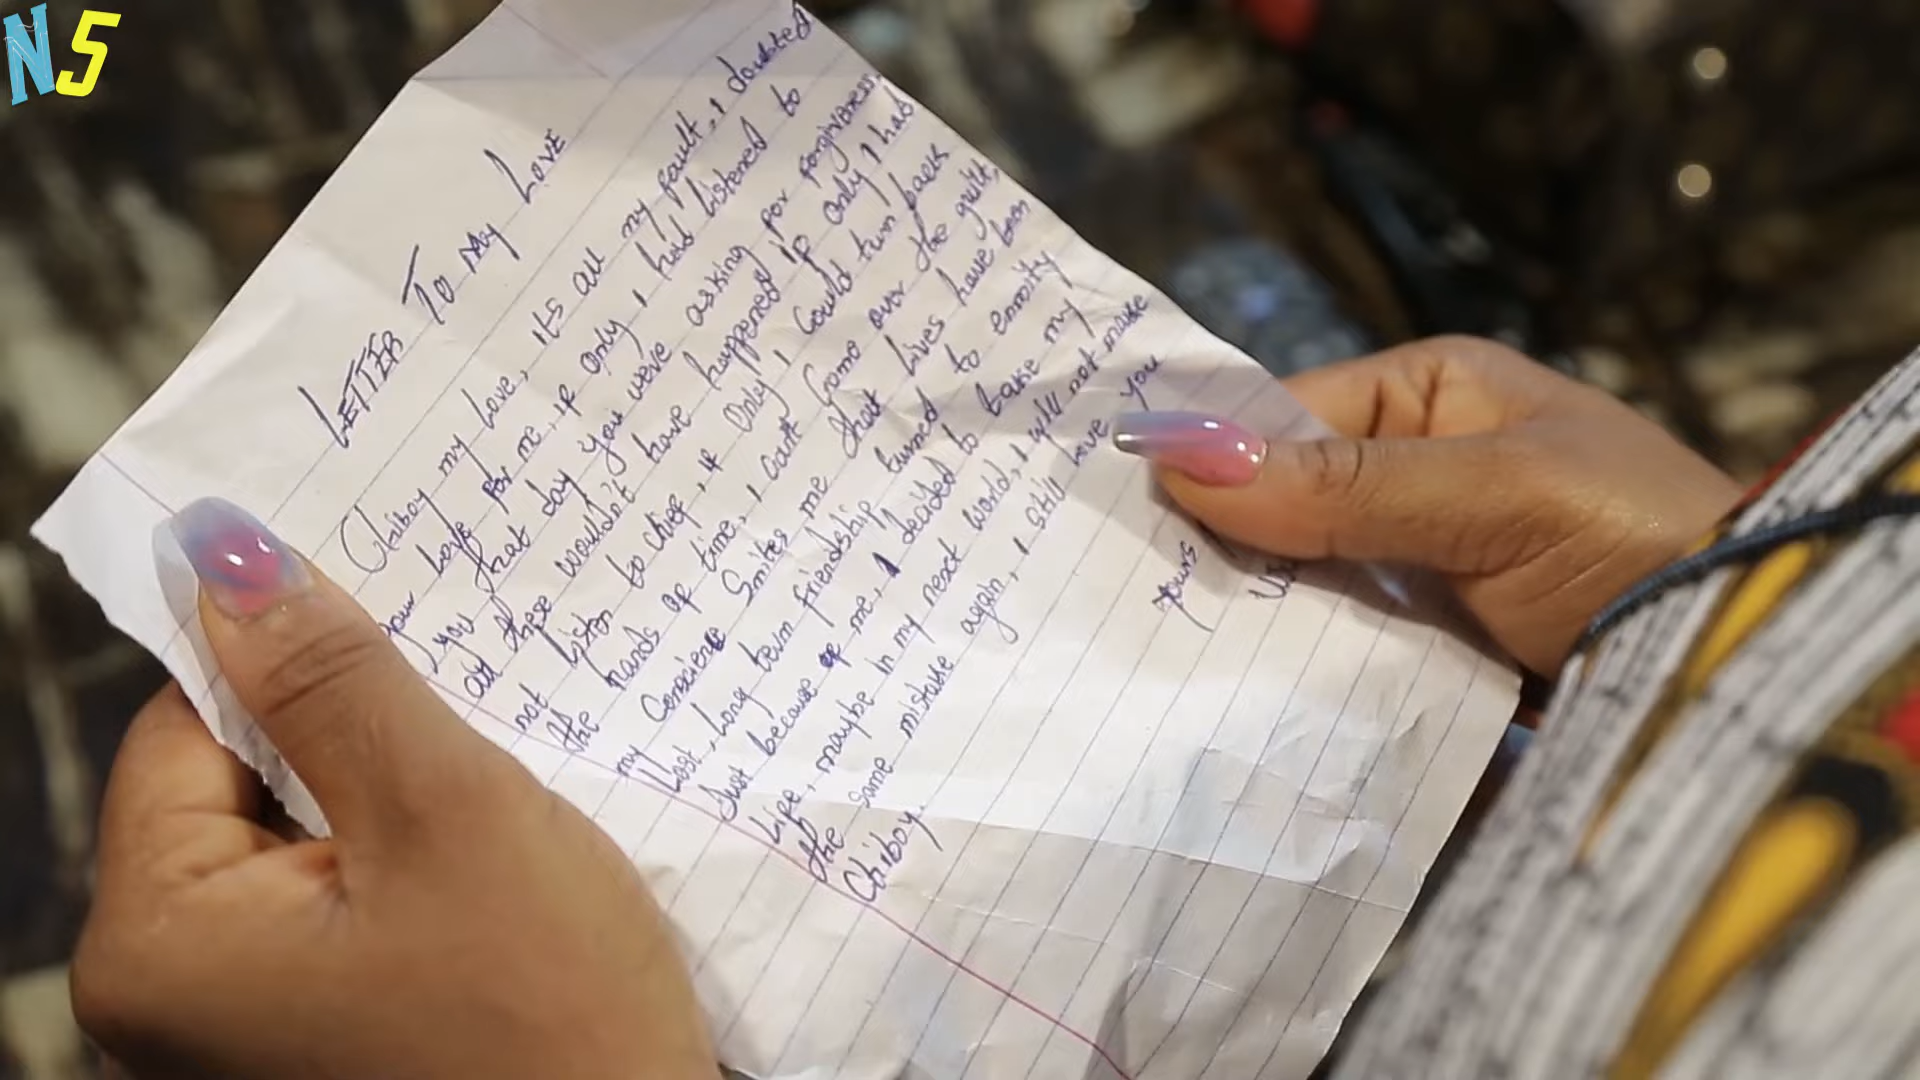 N5
LETTER TO MY LOVE
Chiboy my Love, its all my fault, I doubted
your Love for me, if only I had Listened to
you that day you were asking for forgiveness.
all these wouldn't have happened if only I had
not listen to chief, if only I could turn back
the hands of time, I can't come over the guilt,
my Conscience Smites me that Lives have been
Lost, Long term friendship turned to enmity
Just because of me, I decided to take my
Life, maybe in my next world, I will not make
the same mistake again, I still Love you
Chiboy.
Yours